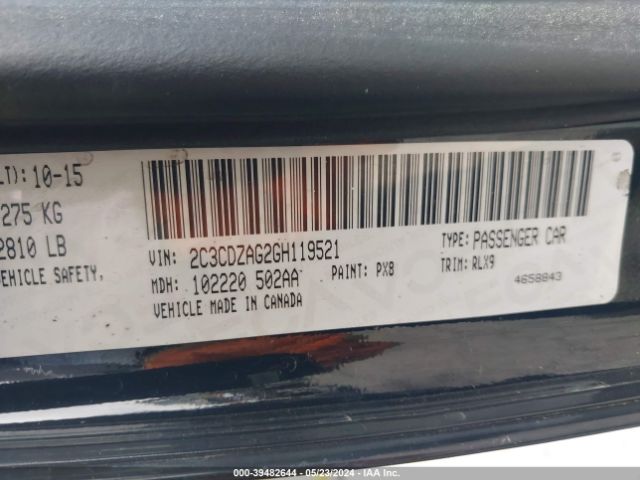 LT): 10-15
275 KG
2810 LB
VEHICLE SAFETY,
VIN: 2C3CDZAG2GH119521
TYPE: PASSENGER CAR
MDH: 102220 502AA
PAINT: PX8
TRIM: RLX9
VEHICLE MADE IN CANADA
4658843
000-39482644 - 05/23/2024 - IAA Inc.